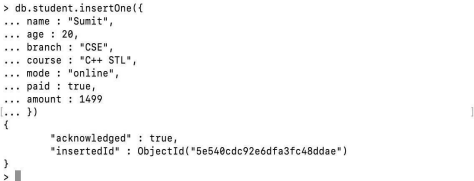 > db.student.insertOne({
... name : "Sumit",
... age : 20,
... branch : "CSE",
... course : "C++ STL",
... mode : "online",
... paid : true,
... amount : 1499
[... }) ]
{
"acknowledged" : true,
"insertedId" : ObjectId("5e540cdc92e6dfa3fc48ddae")
}
>